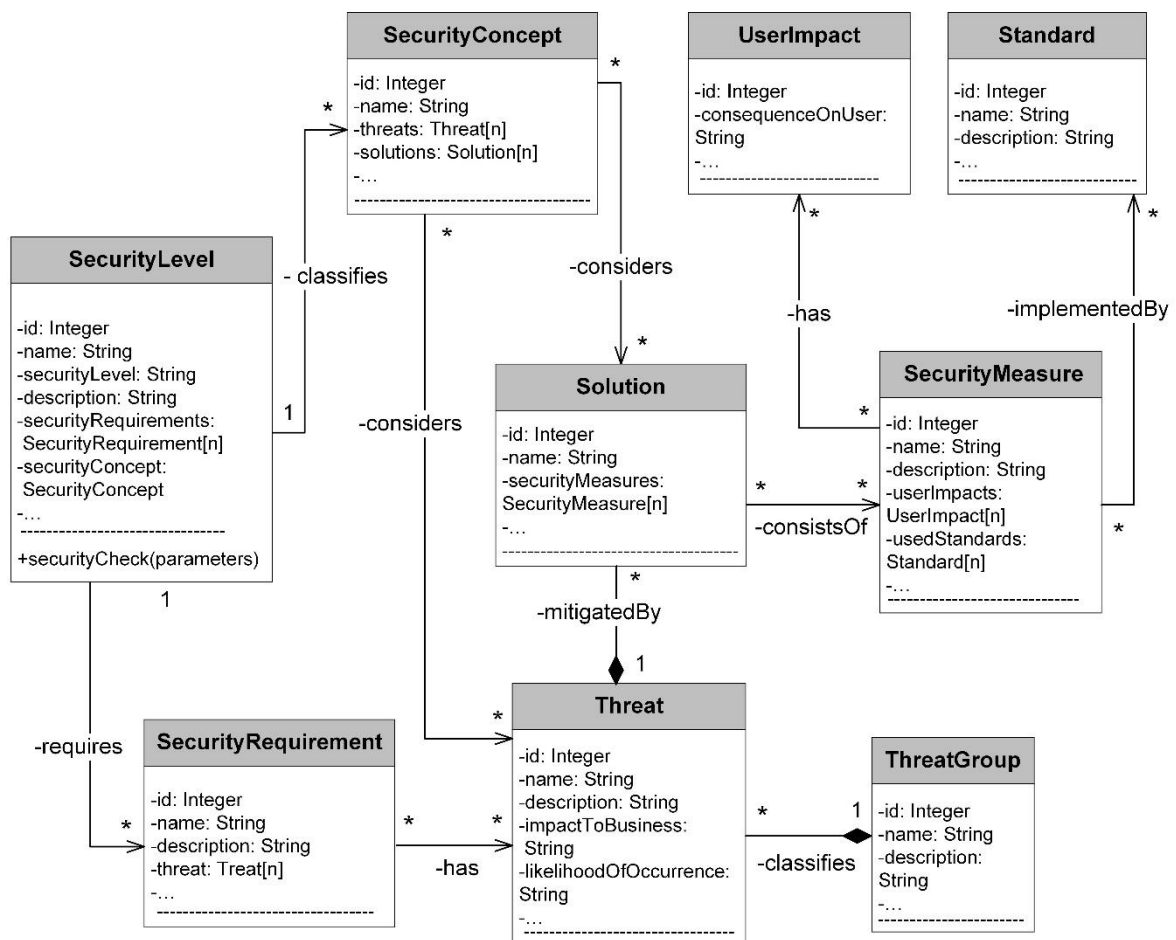 SecurityConcept
-id: Integer
-name: String
-threats: Threat[n]
-solutions: Solution[n]
-...
UserImpact
-id: Integer
-consequenceOnUser:
String
-...
Standard
-id: Integer
-name: String
-description: String
-...
*
*
- classifies
1
*
-considers
*
*
-considers
*
*
-has
*
*
-implementedBy
*
SecurityLevel
-id: Integer
-name: String
-securityLevel: String
-description: String
-securityRequirements:
SecurityRequirement[n]
-securityConcept:
SecurityConcept
-...
+securityCheck(parameters)
1
-requires
*
Solution
-id: Integer
-name: String
-securityMeasures:
SecurityMeasure[n]
-...
*
*
-consistsOf
SecurityMeasure
-id: Integer
-name: String
-description: String
-userImpacts:
UserImpact[n]
-usedStandards:
Standard[n]
-...
*
-mitigatedBy
1
SecurityRequirement
-id: Integer
-name: String
-description: String
-threat: Treat[n]
-...
*
*
-has
Threat
-id: Integer
-name: String
-description: String
-impactToBusiness:
String
-likelihoodOfOccurrence:
String
-...
*
1
-classifies
ThreatGroup
-id: Integer
-name: String
-description:
String
-...